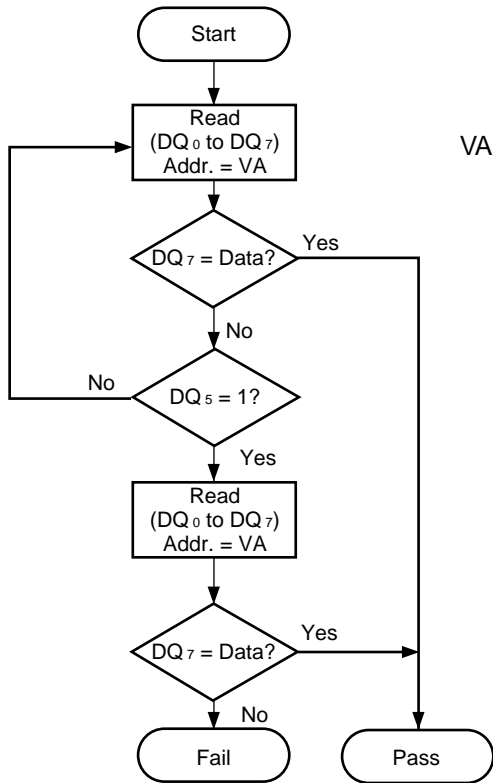 Start
Read
(DQ0 to DQ7)
Addr. = VA
VA
DQ7 = Data?
Yes
No
No
DQ5 = 1?
Yes
Read
(DQ0 to DQ7)
Addr. = VA
DQ7 = Data?
Yes
No
Fail
Pass